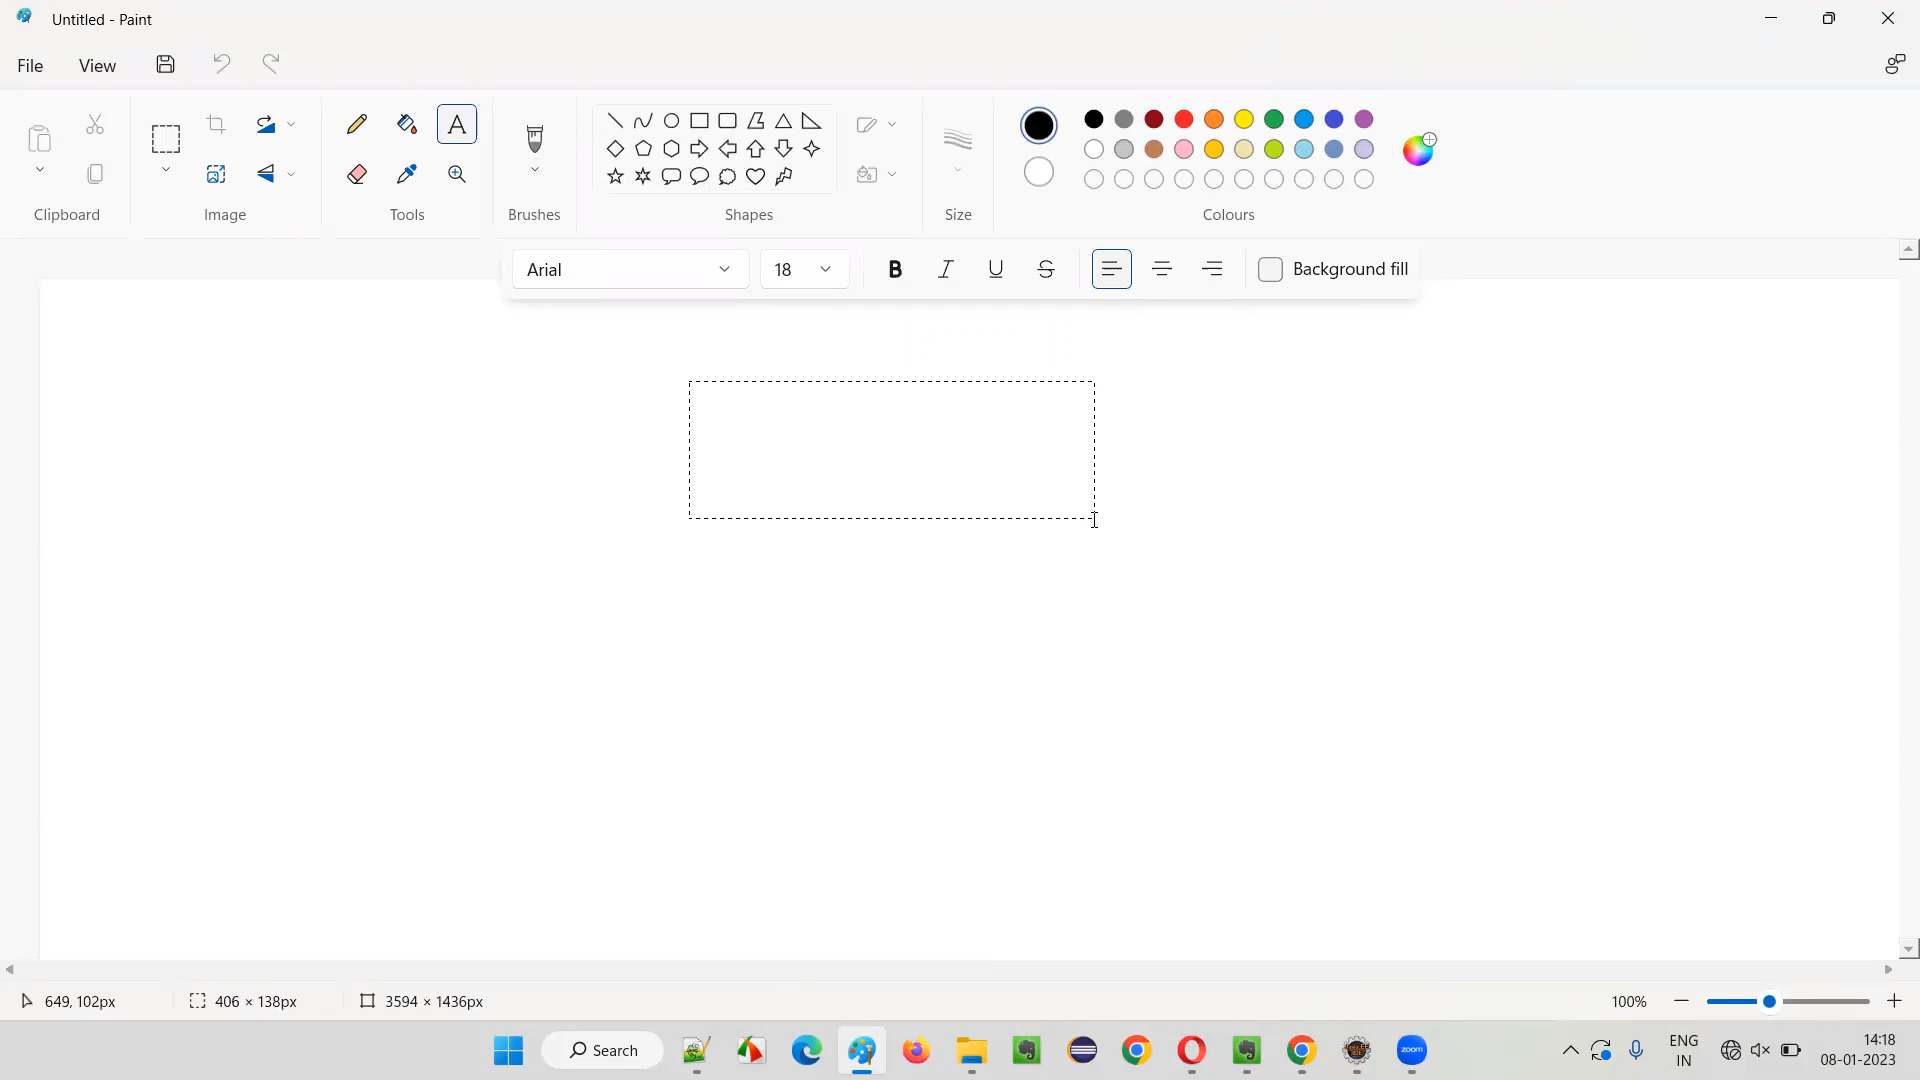 Untitled - Paint
File View
Clipboard Image Tools Brushes Shapes Size Colours
A
Arial 18 B I U S Background fill
649, 102px 406 × 138px 3594 × 1436px 100%
Search zoom ENG 14:18
IN 08-01-2023